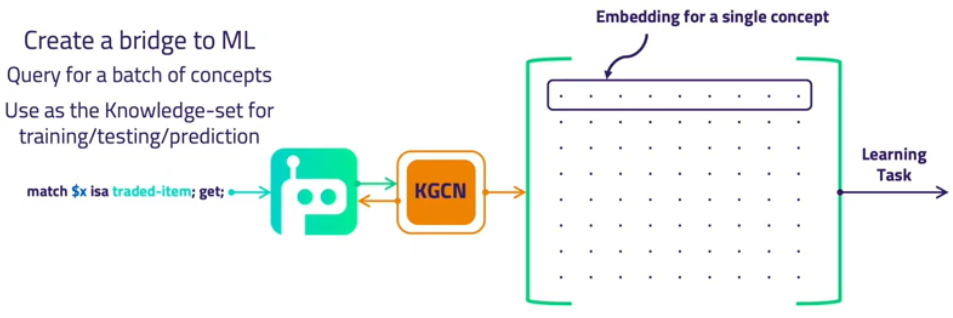 Embedding for a single concept
Create a bridge to ML
Query for a batch of concepts
Use as the Knowledge-set for
training/testing/prediction
match $x isa traded-item; get;
KGCN
Learning
Task